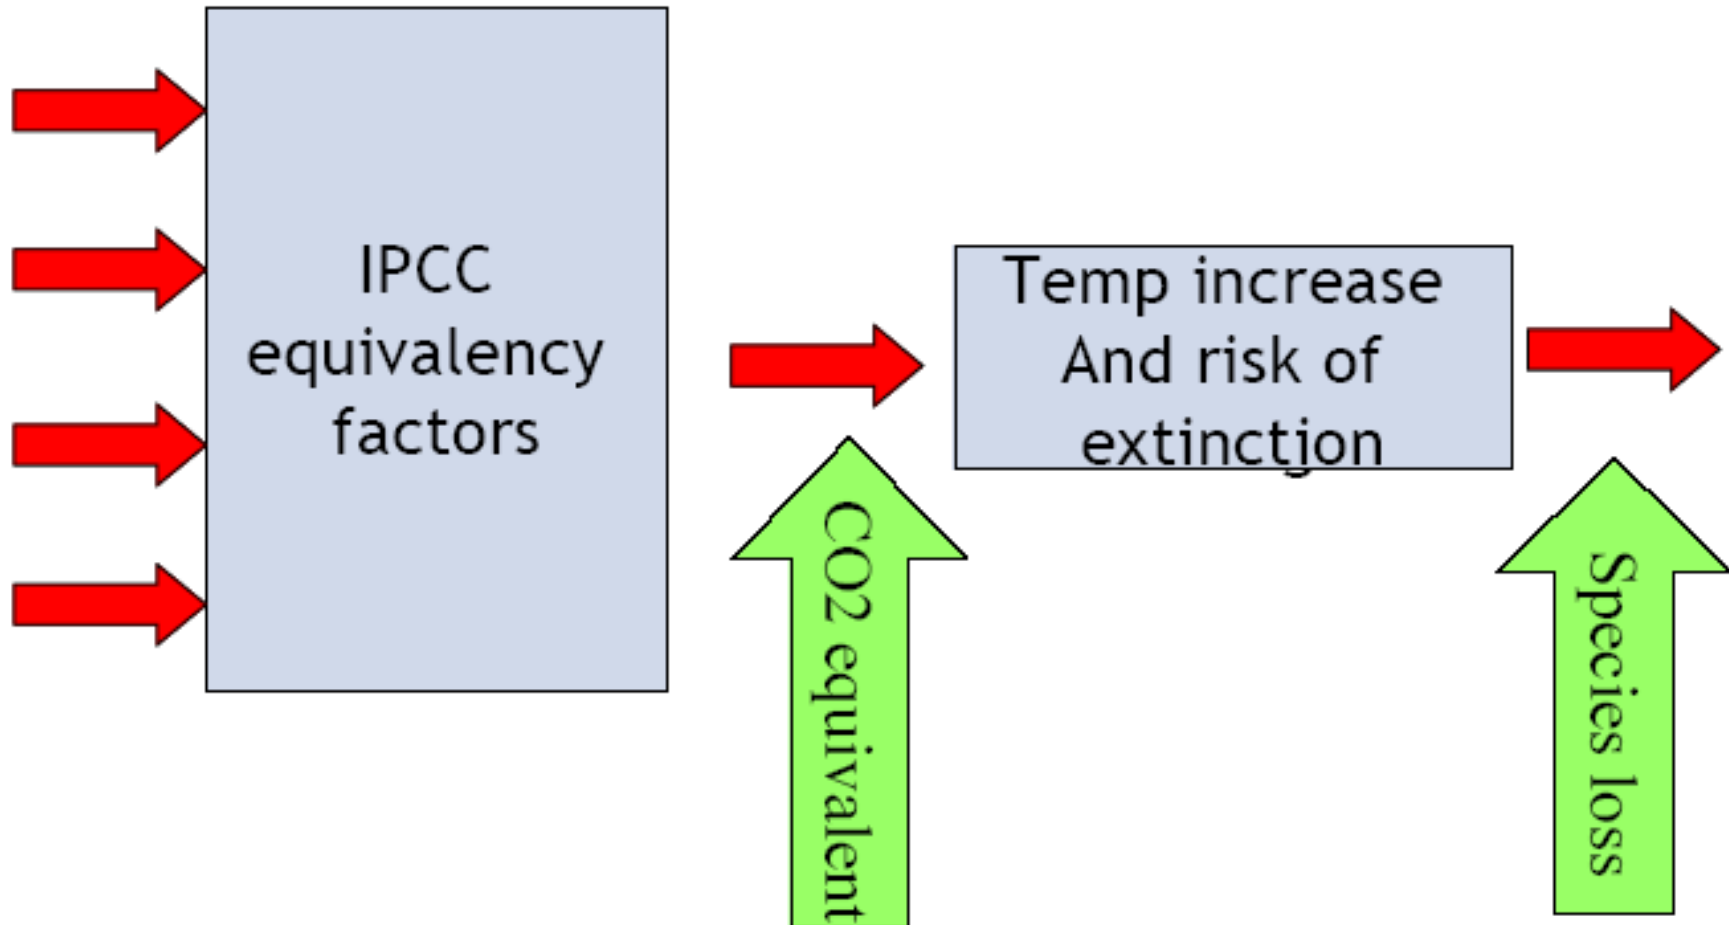 IPCC
equivalency
factors
Temp increase
And risk of
extinction
CO2 equivalent
Species loss